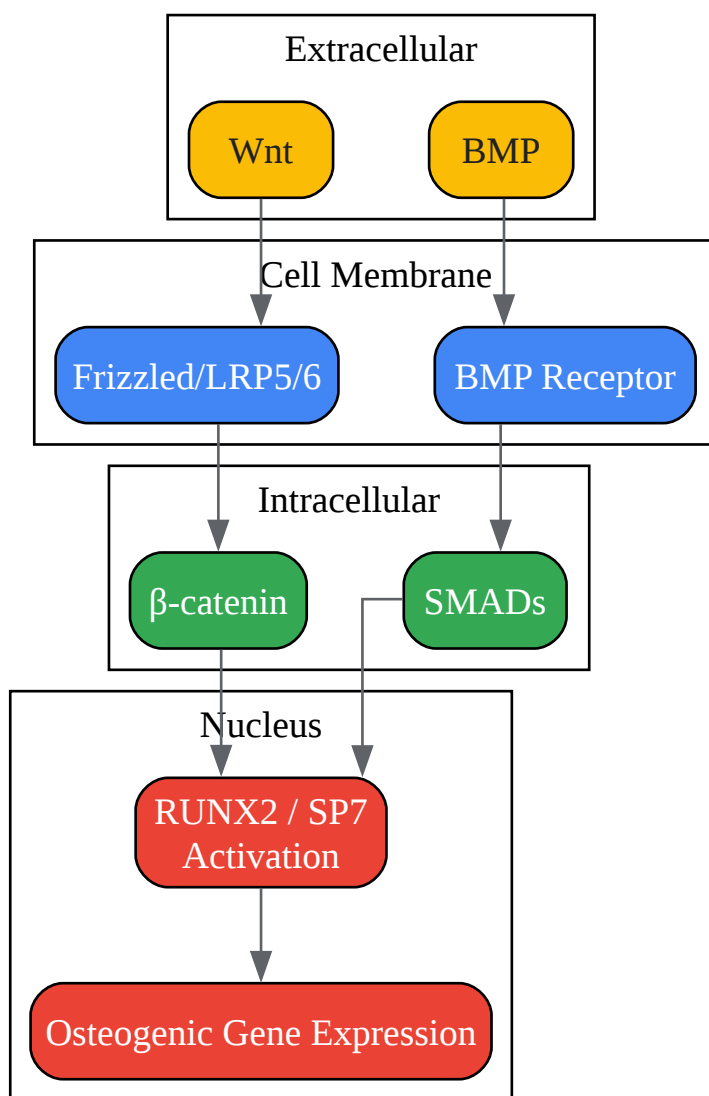 Extracellular
Wnt
BMP
Cell Membrane
Frizzled/LRP5/6
BMP Receptor
Intracellular
β-catenin
SMADs
Nucleus
RUNX2 / SP7
Activation
Osteogenic Gene Expression